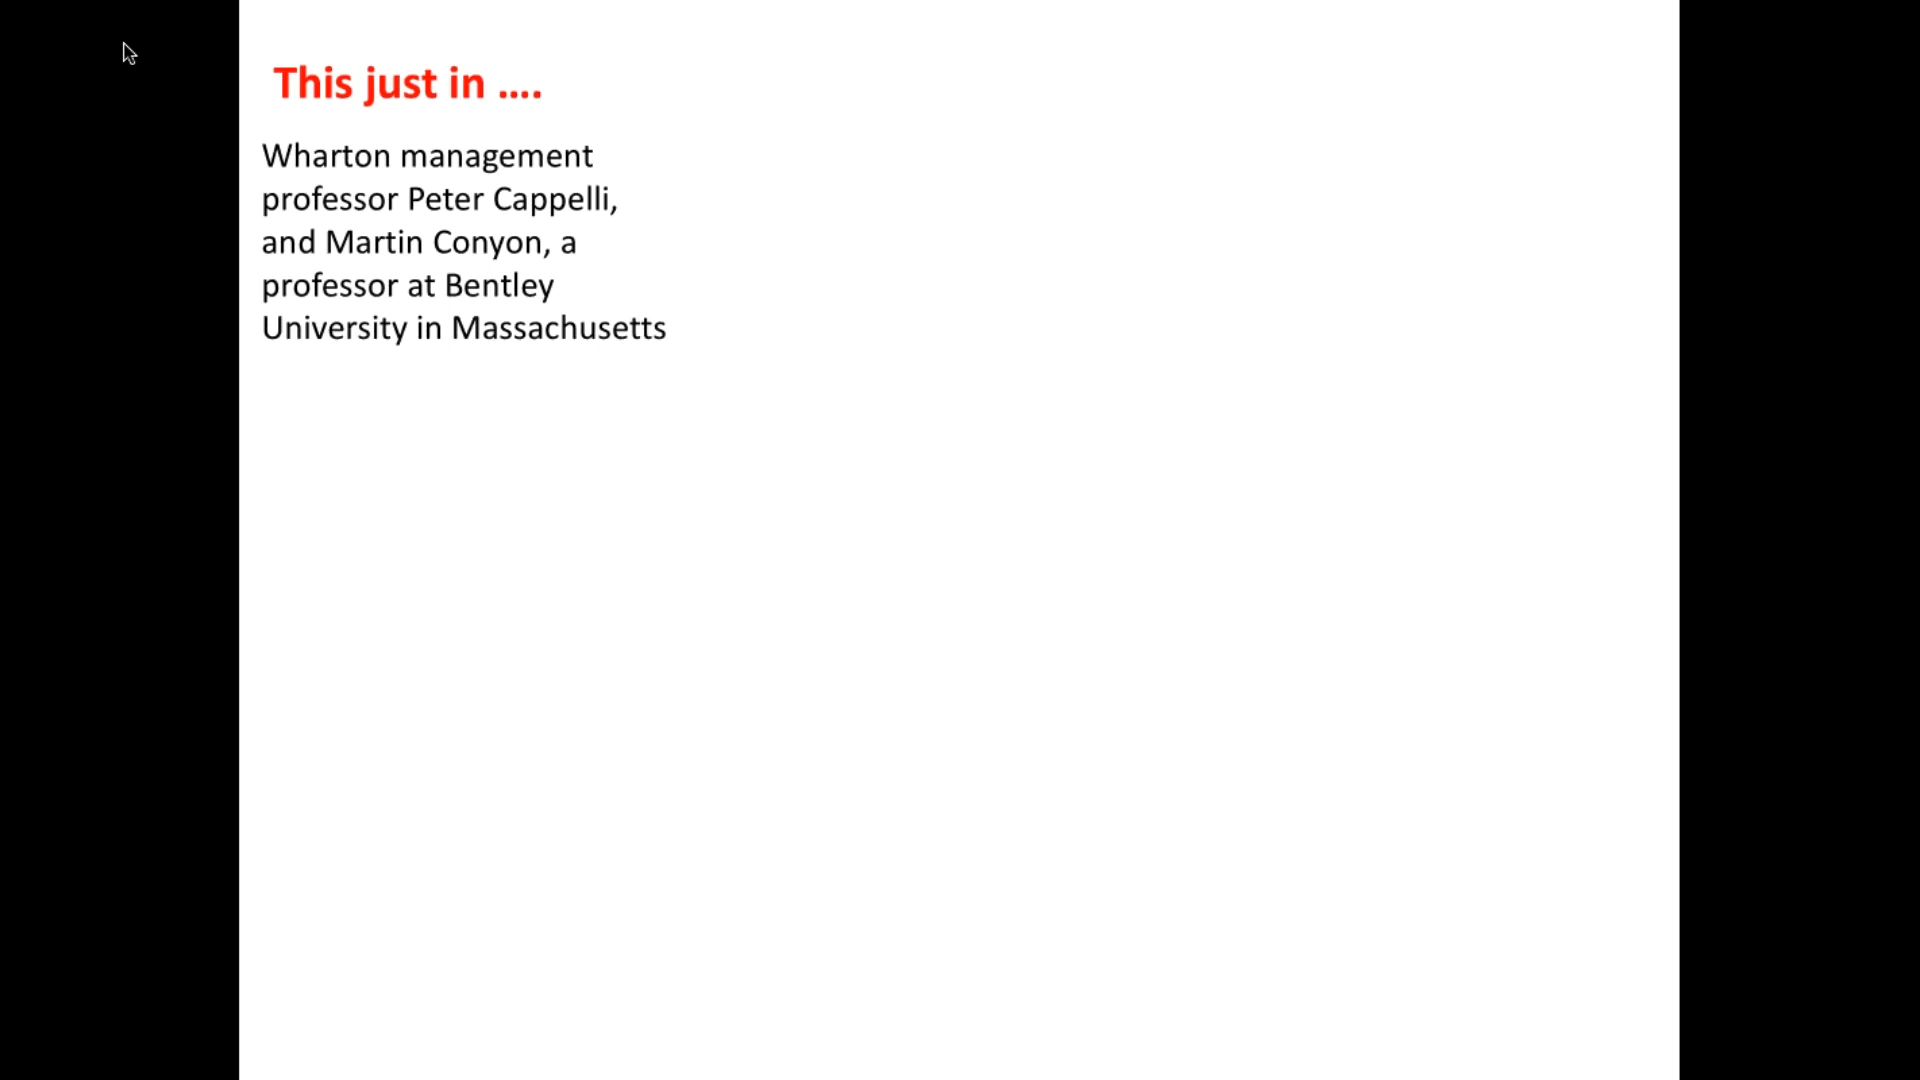 This just in ....
Wharton management
professor Peter Cappelli,
and Martin Conyon, a
professor at Bentley
University in Massachusetts